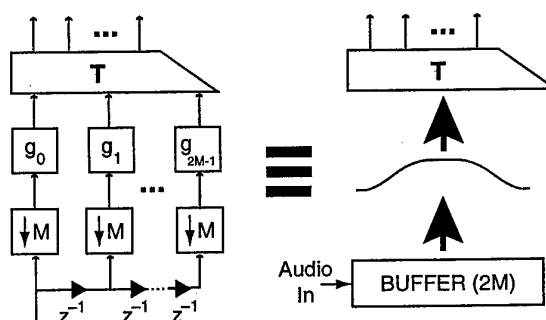 T
g0 g1 g2M-1
↓M ↓M ↓M
z-1 z-1 z-1
T
Audio
In
BUFFER (2M)